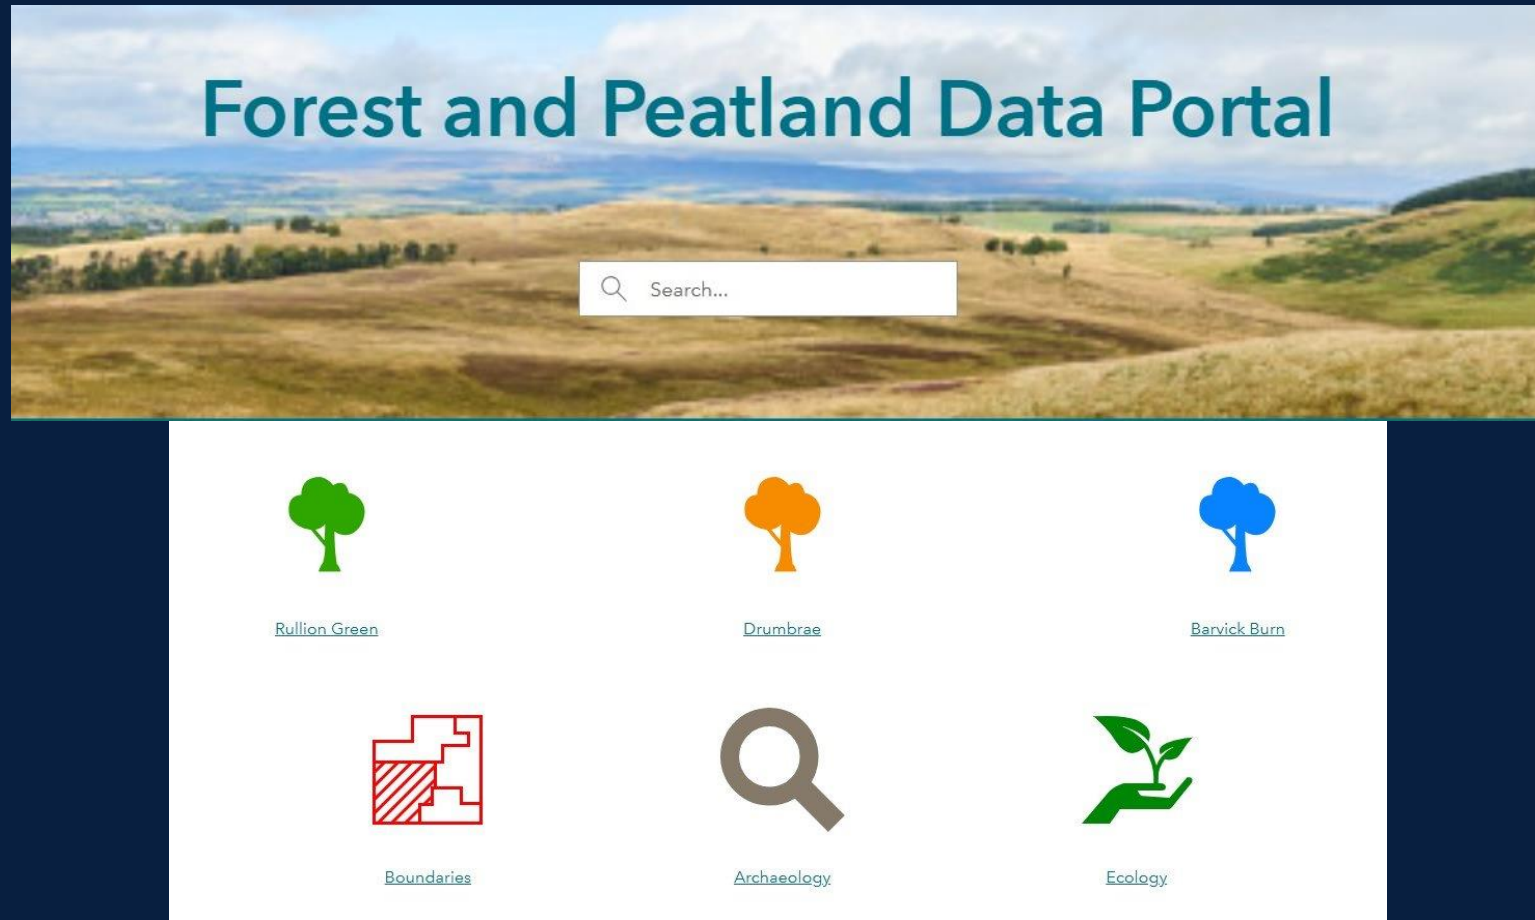 Forest and Peatland Data Portal
Search...
Rullion Green
Drumbrae
Barvick Burn
Boundaries
Archaeology
Ecology